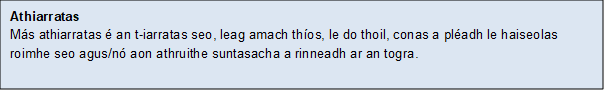 Athiarratas
Más athiarratas é an t-iarratas seo, leag amach thíos, le do thoil, conas a pléadh le haiseolas
roimhe seo agus/nó aon athruithe suntasacha a rinneadh ar an togra.